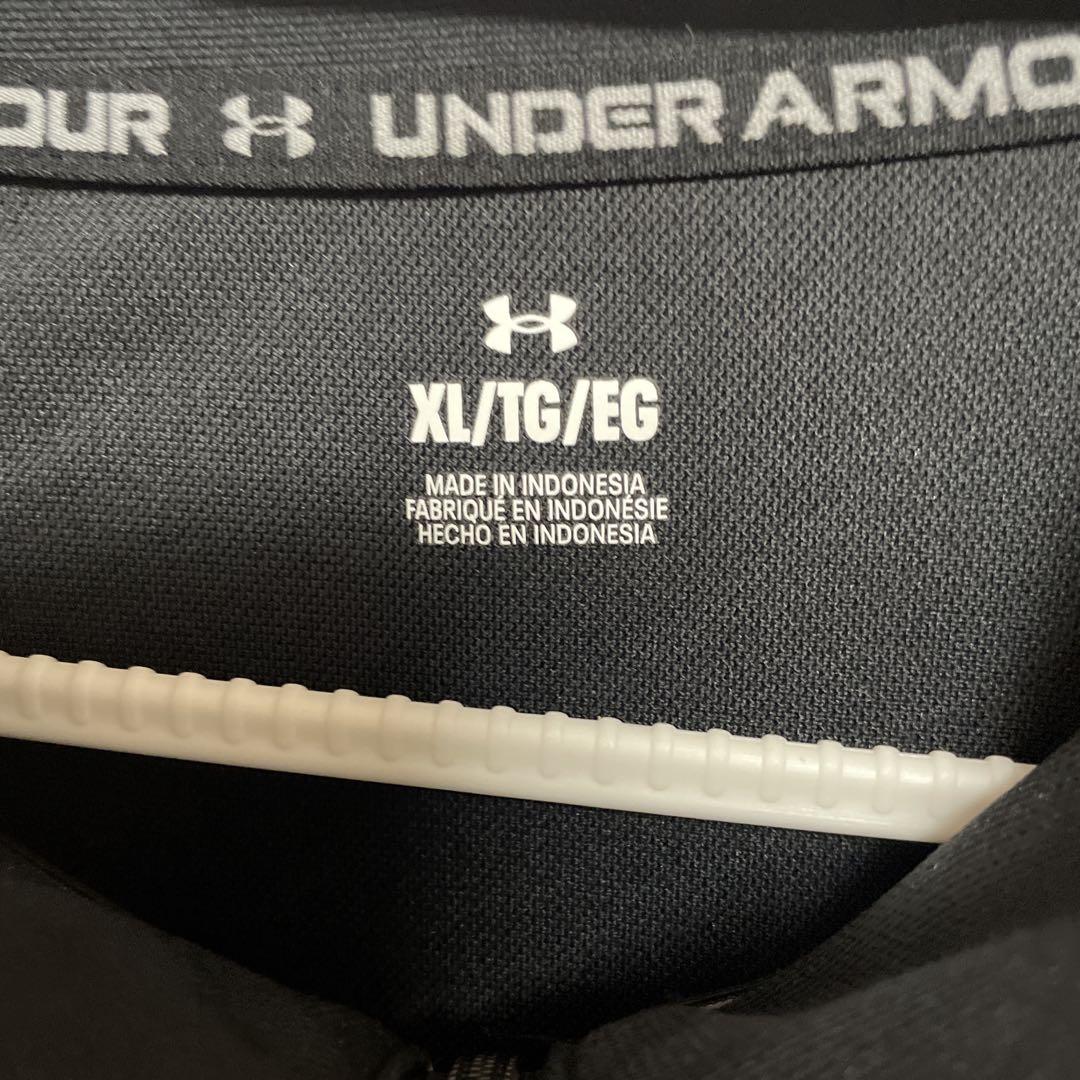 OUR UNDER ARMO
XL/TG/EG
MADE IN INDONESIA
FABRIQUÉ EN INDONÉSIE
HECHO EN INDONESIA